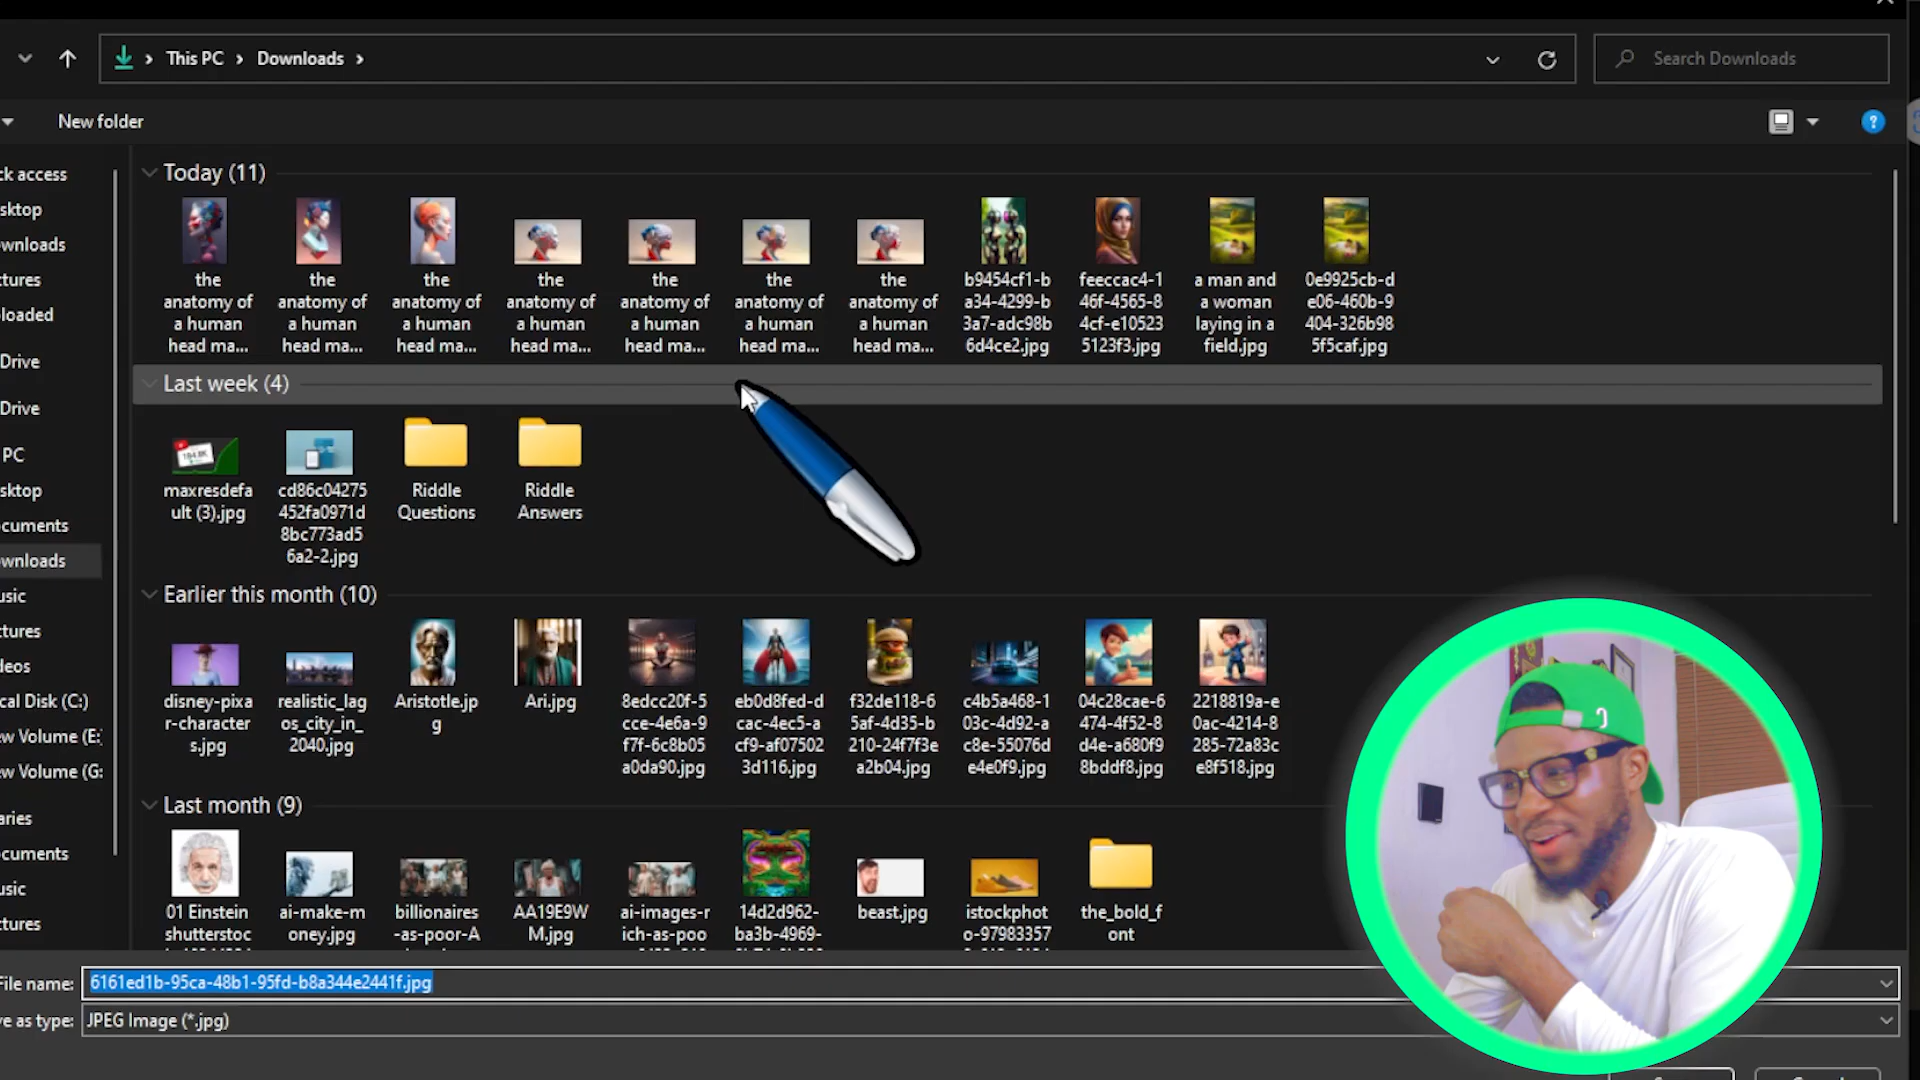 This PC
Downloads
Search Downloads
New folder
ck access
sktop
wnloads
tures
loaded
Drive
Drive
PC
sktop
cuments
wnloads
usic
tures
deos
cal Disk (C:)
ew Volume (E:
ew Volume (G:
aries
cuments
usic
tures
Today (11)
the anatomy of a human head ma...
the anatomy of a human head ma...
the anatomy of a human head ma...
the anatomy of a human head ma...
the anatomy of a human head ma...
the anatomy of a human head ma...
the anatomy of a human head ma...
b9454cf1-b
a34-4299-b
3a7-adc98b
6d4ce2.jpg
feeccac4-1
46f-4565-8
4cf-e10523
5123f3.jpg
a man and
a woman
laying in a
field.jpg
0e9925cb-d
e06-460b-9
404-326b98
5f5caf.jpg
Last week (4)
184.8K
maxresdefa
ult (3).jpg
cd86c04275
452fa0971d
8bc773ad5
6a2-2.jpg
Riddle
Questions
Riddle
Answers
Earlier this month (10)
disney-pixa
r-character
s.jpg
realistic_lag
os_city_in_
2040.jpg
Aristotle.jp
g
Ari.jpg
8edcc20f-5
cce-4e6a-9
f7f-6c8b05
a0da90.jpg
eb0d8fed-d
cac-4ec5-a
cf9-af07502
3d116.jpg
f32de118-6
5af-4d35-b
210-24f7f3e
a2b04.jpg
c4b5a468-1
03c-4d92-a
c8e-55076d
e4e0f9.jpg
04c28cae-6
474-4f52-8
d4e-a680f9
8bddf8.jpg
2218819a-e
0ac-4214-8
285-72a83c
e8f518.jpg
Last month (9)
01 Einstein
shutterstoc
ai-make-m
oney.jpg
billionaires
-as-poor-A
AA19E9W
M.jpg
ai-images-r
ich-as-poo
14d2d962-
ba3b-4969-
beast.jpg
istockphot
o-97983357
the_bold_f
ont
File name:
6161ed1b-95ca-48b1-95fd-b8a344e2441f.jpg
ve as type:
JPEG Image (*.jpg)